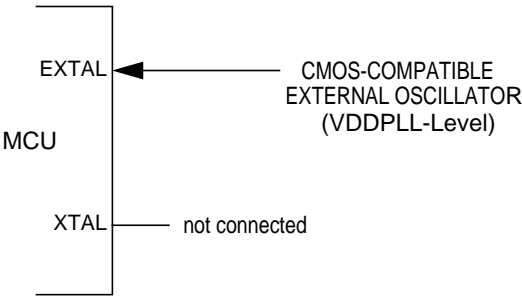 EXTAL
CMOS-COMPATIBLE
EXTERNAL OSCILLATOR
(VDDPLL-Level)
MCU
XTAL
not connected